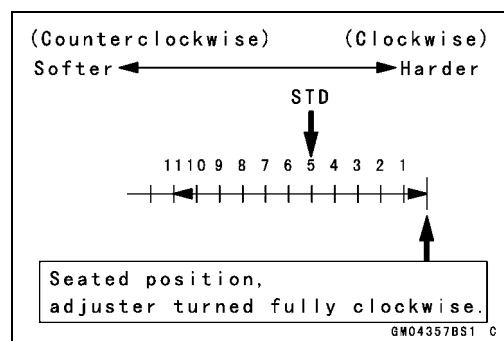 (Counterclockwise) (Clockwise)
Softer Harder
STD
11 10 9 8 7 6 5 4 3 2 1
Seated position,
adjuster turned fully clockwise.
GM04357BS1 C